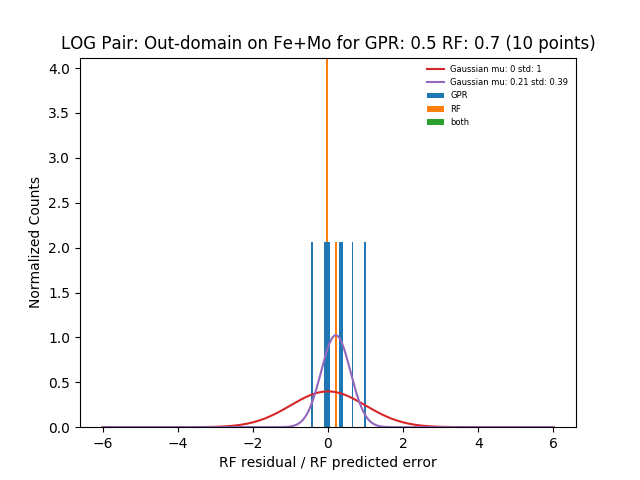 LOG Pair: Out-domain on Fe+Mo for GPR: 0.5 RF: 0.7 (10 points)
Gaussian mu: 0 std: 1
Gaussian mu: 0.21 std: 0.39
GPR
RF
both
Normalized Counts
4.0
3.5
3.0
2.5
2.0
1.5
1.0
0.5
0.0
−6 −4 −2 0 2 4 6
RF residual / RF predicted error